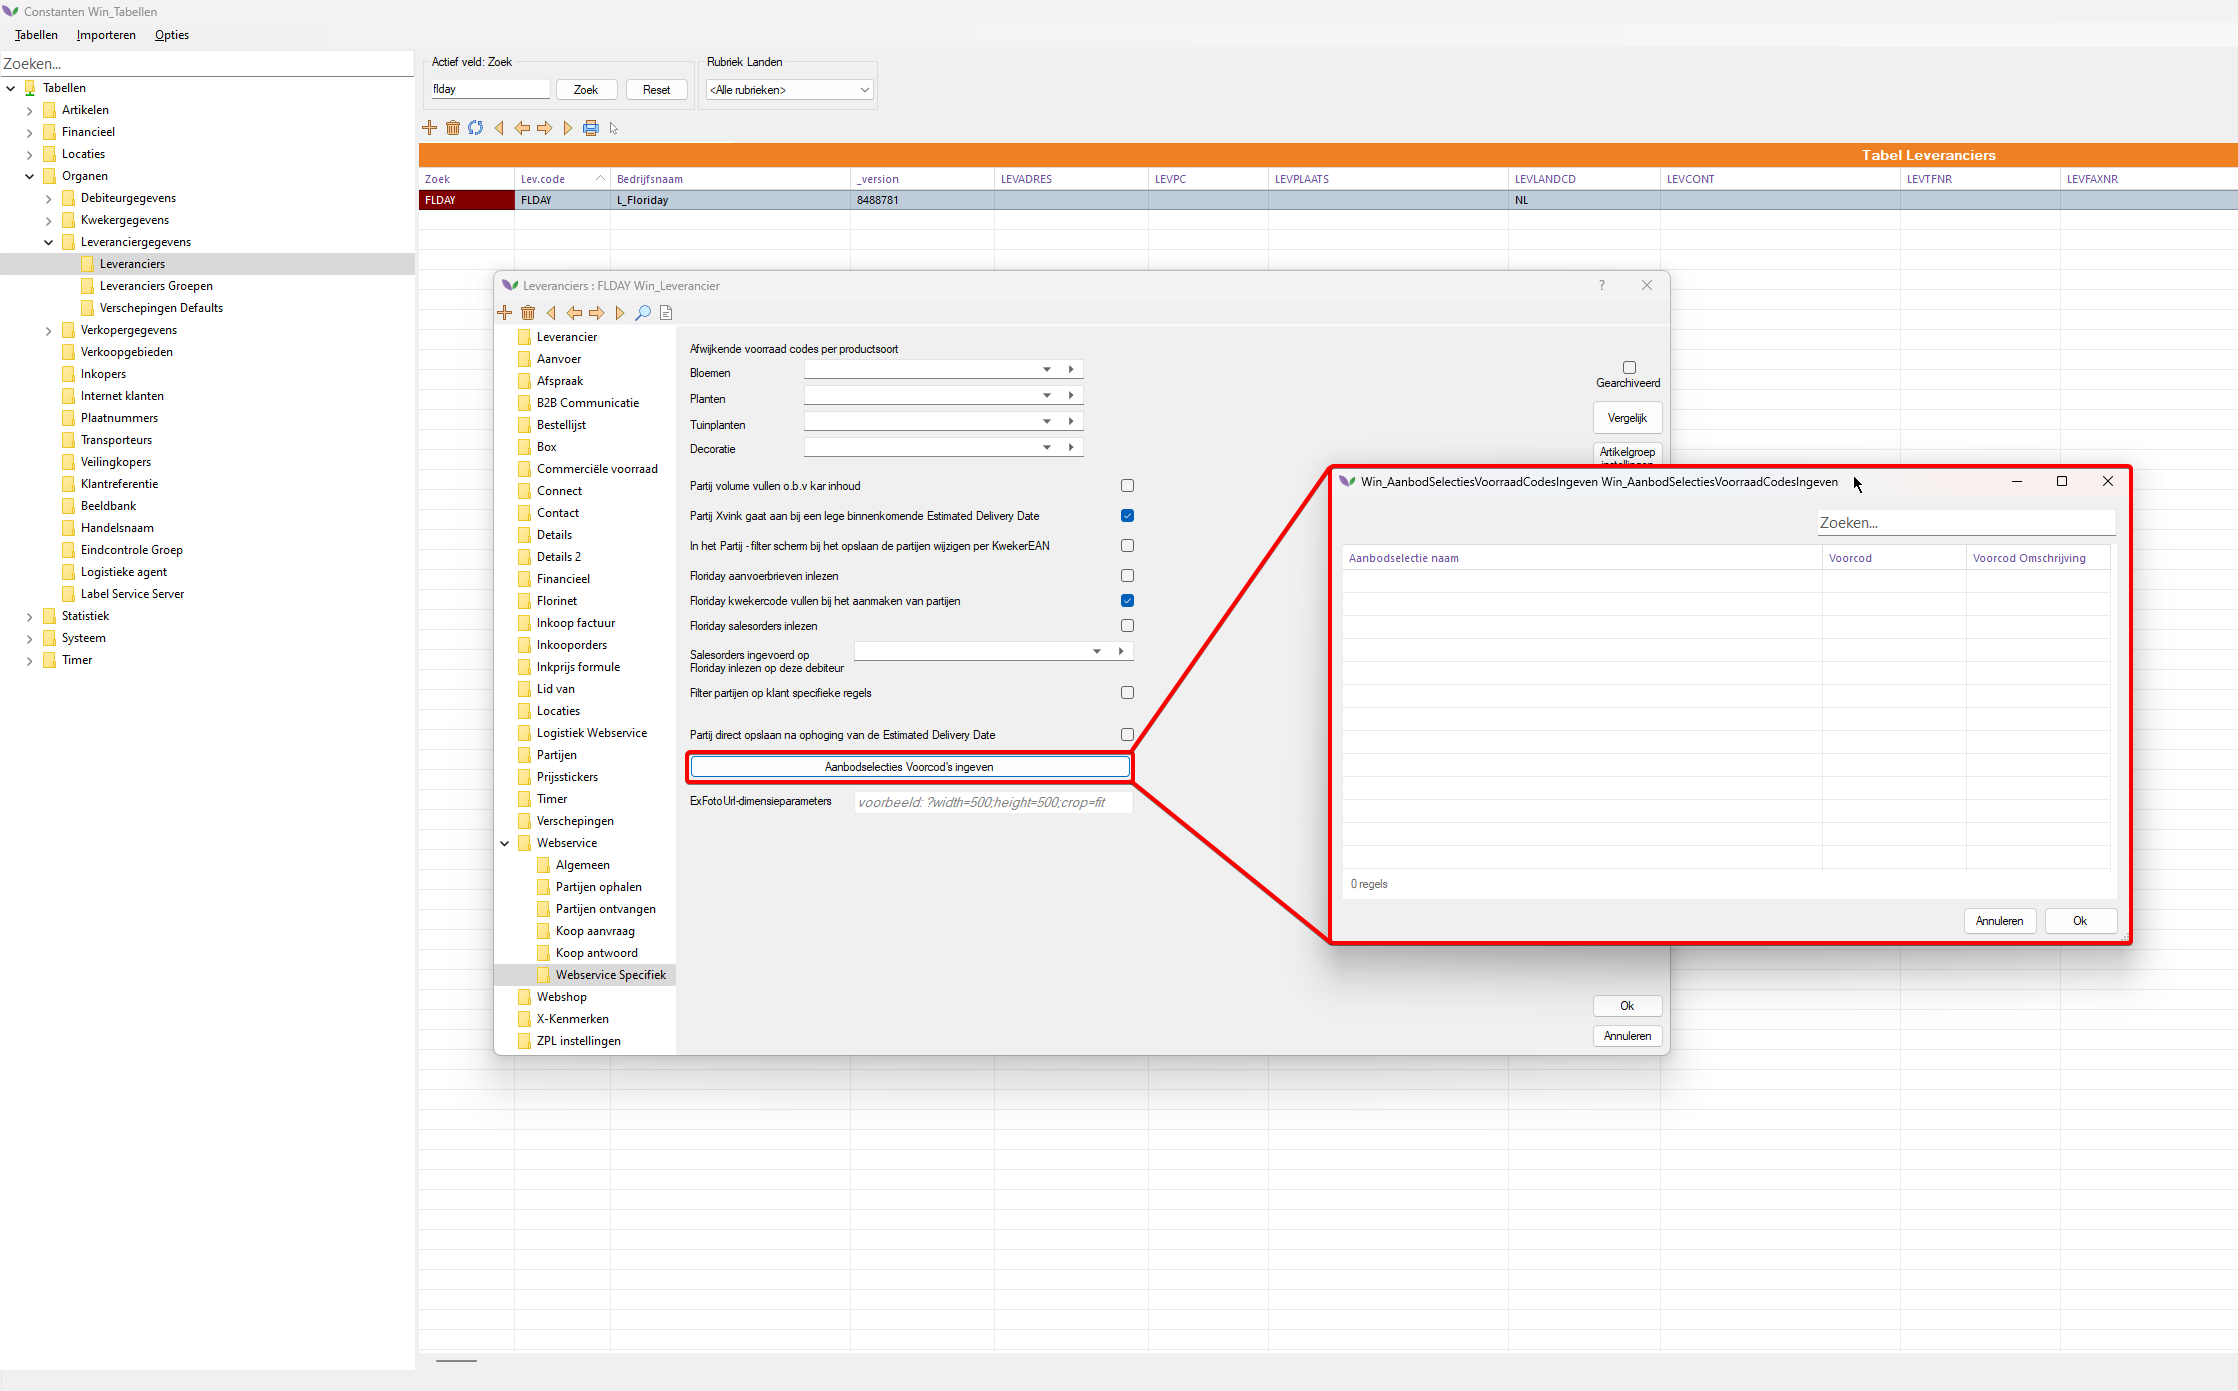 Constanten Win_Tabellen
Tabellen Importeren Opties
Zoeken...
Tabellen
Artikelen
Financieel
Locaties
Organen
Debiteurgegevens
Kwekergegevens
Leveranciergegevens
Leveranciers
Leveranciers Groepen
Verschepingen Defaults
Verkopergegevens
Verkoopgebieden
Inkopers
Internet klanten
Plaatnummers
Transporteurs
Veilingkopers
Klantreferentie
Beeldbank
Handelsnaam
Eindcontrole Groep
Logistieke agent
Label Service Server
Statistiek
Systeem
Timer
Actief veld: Zoek
flday Zoek Reset
Rubriek Landen
<Alle rubrieken>
Tabel Leveranciers
Zoek Lev.code Bedrijfsnaam _version LEVADRES LEVPC LEVPLAATS LEVLANDCD LEVCONT LEVTFNR LEVFAXNR
FLDAY FLDAY L_Floriday 8488781 NL
Leveranciers : FLDAY Win_Leverancier ?
Leverancier
Aanvoer
Afspraak
B2B Communicatie
Bestellijst
Box
Commerciële voorraad
Connect
Contact
Details
Details 2
Financieel
Florinet
Inkoop factuur
Inkooporders
Inkprijs formule
Lid van
Locaties
Logistiek Webservice
Partijen
Prijsstickers
Timer
Verschepingen
Webservice
Algemeen
Partijen ophalen
Partijen ontvangen
Koop aanvraag
Koop antwoord
Webservice Specifiek
Webshop
X-Kenmerken
ZPL instellingen
Afwijkende voorraad codes per productsoort
Bloemen
Planten
Tuinplanten
Decoratie
Partij volume vullen o.b.v kar inhoud
Partij Xvink gaat aan bij een lege binnenkomende Estimated Delivery Date
In het Partij - filter scherm bij het opslaan de partijen wijzigen per KwekerEAN
Floriday aanvoerbrieven inlezen
Floriday kwekercode vullen bij het aanmaken van partijen
Floriday salesorders inlezen
Salesorders ingevoerd op
Floriday inlezen op deze debiteur
Filter partijen op klant specifieke regels
Partij direct opslaan na ophoging van de Estimated Delivery Date
Aanbodselecties Voorcod's ingeven
ExFotoUrl-dimensieparameters voorbeeld: ?width=500;height=500;crop=fit
Gearchiveerd
Vergelijk
Artikelgroep
Ok
Annuleren
Win_AanbodSelectiesVoorraadCodesIngeven Win_AanbodSelectiesVoorraadCodesIngeven
Zoeken...
Aanbodselectie naam Voorcod Voorcod Omschrijving
0 regels
Annuleren Ok